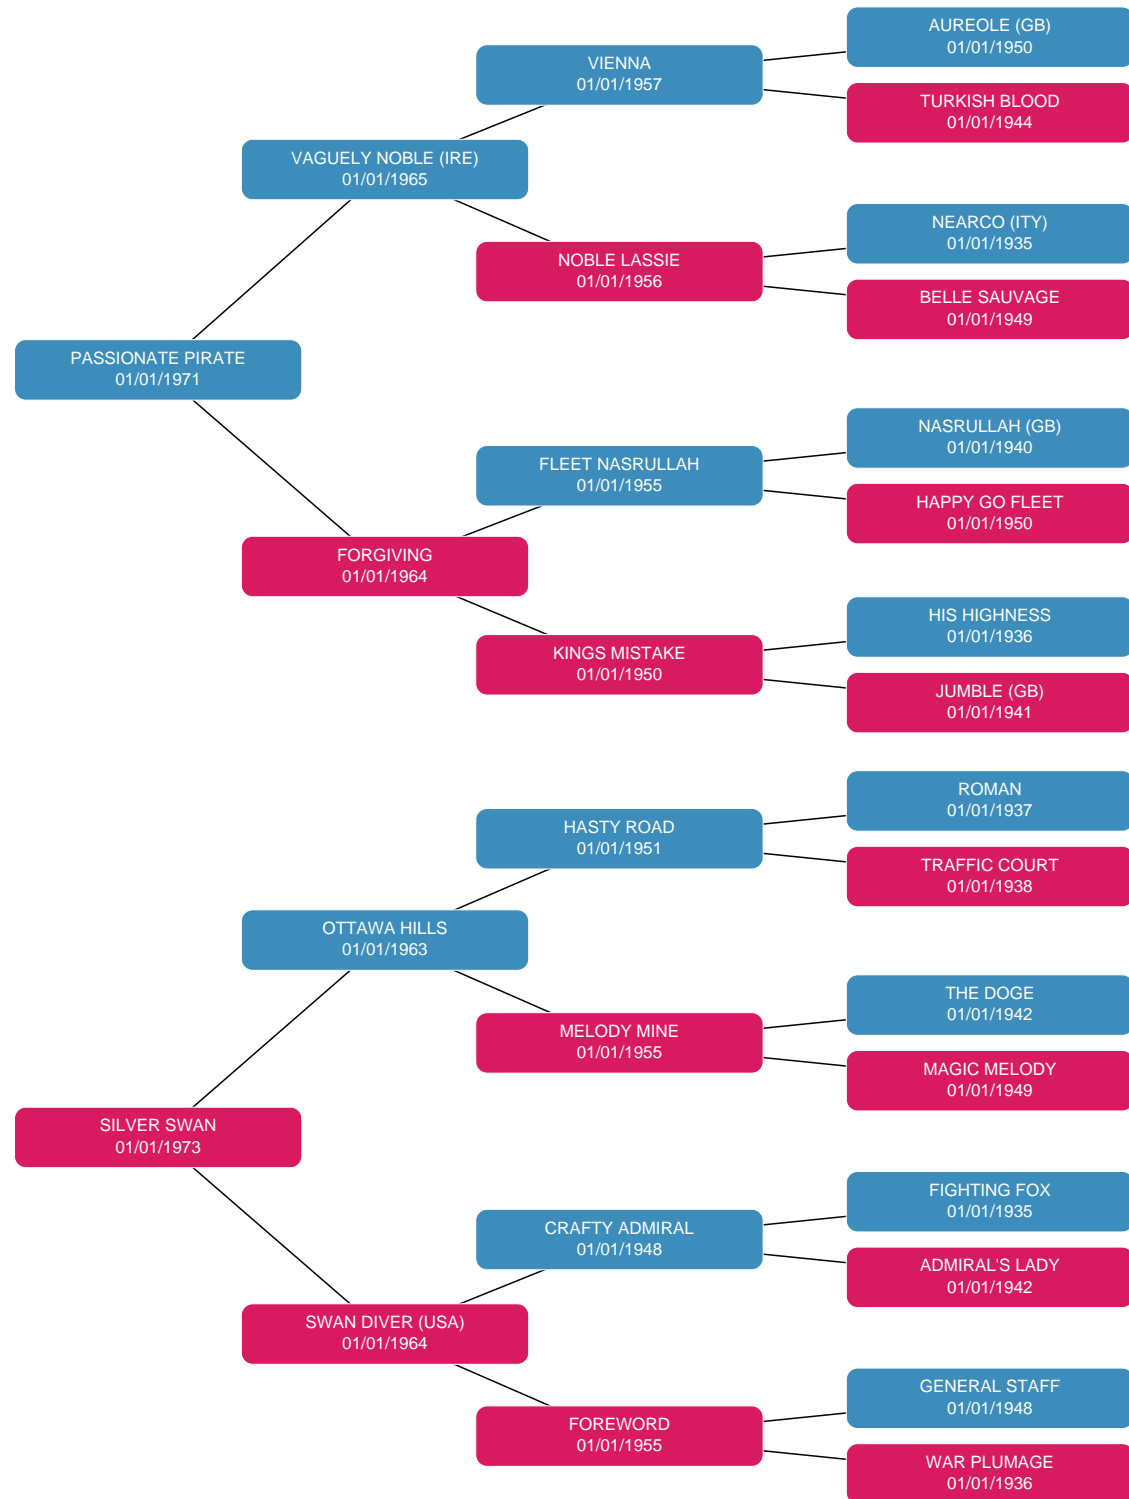 AUREOLE (GB)
01/01/1950
VIENNA
01/01/1957
TURKISH BLOOD
01/01/1944
VAGUELY NOBLE (IRE)
01/01/1965
NEARCO (ITY)
01/01/1935
NOBLE LASSIE
01/01/1956
BELLE SAUVAGE
01/01/1949
PASSIONATE PIRATE
01/01/1971
NASRULLAH (GB)
01/01/1940
FLEET NASRULLAH
01/01/1955
HAPPY GO FLEET
01/01/1950
FORGIVING
01/01/1964
HIS HIGHNESS
01/01/1936
KINGS MISTAKE
01/01/1950
JUMBLE (GB)
01/01/1941
ROMAN
01/01/1937
HASTY ROAD
01/01/1951
TRAFFIC COURT
01/01/1938
OTTAWA HILLS
01/01/1963
THE DOGE
01/01/1942
MELODY MINE
01/01/1955
MAGIC MELODY
01/01/1949
SILVER SWAN
01/01/1973
FIGHTING FOX
01/01/1935
CRAFTY ADMIRAL
01/01/1948
ADMIRAL'S LADY
01/01/1942
SWAN DIVER (USA)
01/01/1964
GENERAL STAFF
01/01/1948
FOREWORD
01/01/1955
WAR PLUMAGE
01/01/1936